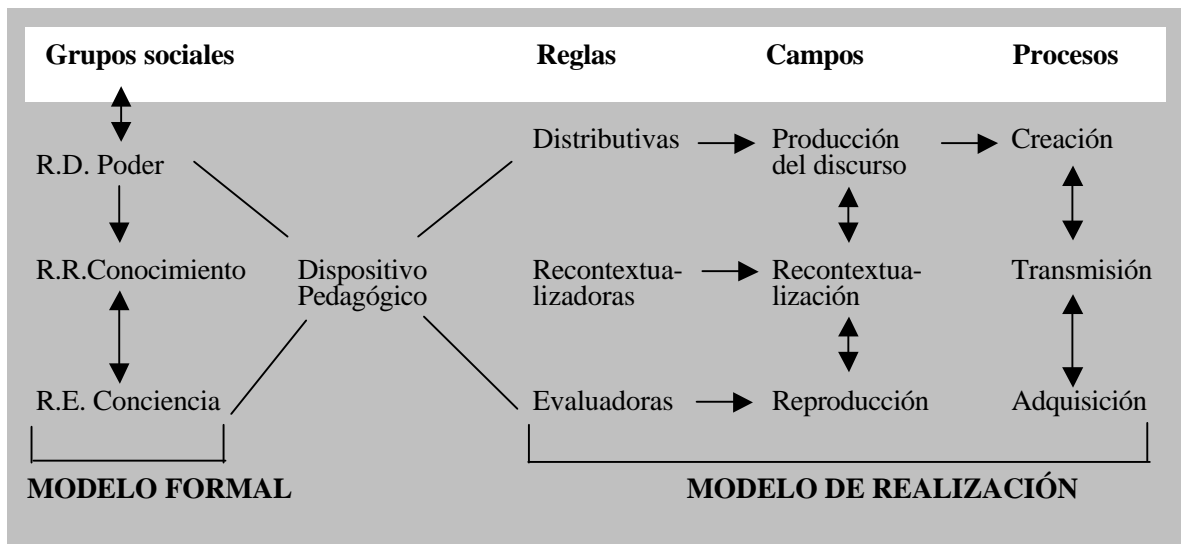 Grupos sociales Reglas Campos Procesos
R.D. Poder
Distributivas Producción Creación
del discurso
R.R.Conocimiento Dispositivo Recontextua- Recontextua- Transmisión
Pedagógico lizadoras lización
R.E. Conciencia Evaluadoras Reproducción Adquisición
MODELO FORMAL MODELO DE REALIZACIÓN